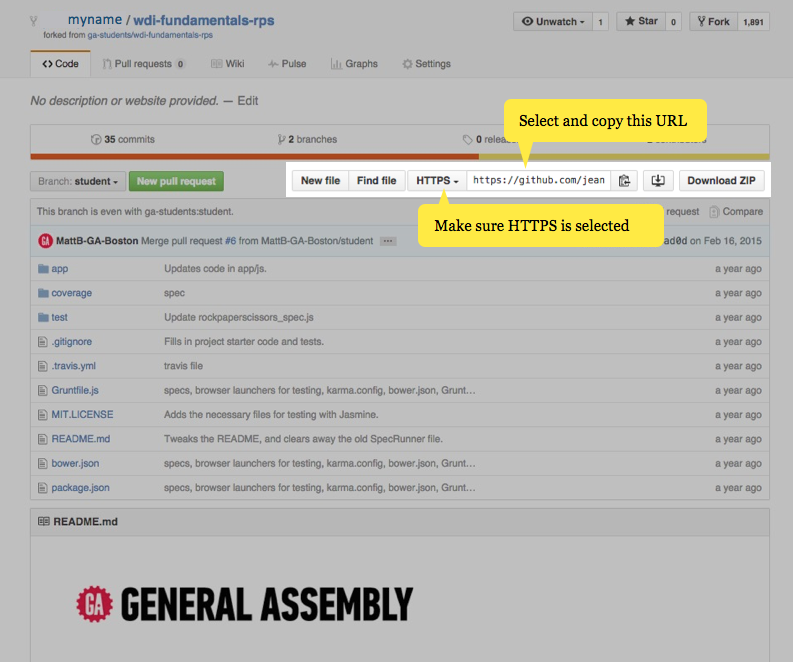 myname / wdi-fundamentals-rps
Unwatch 1 Star 0 Fork 1,891
forked from ga-students/wdi-fundamentals-rps
Code Pull requests 0 Wiki Pulse Graphs Settings
No description or website provided. — Edit
Select and copy this URL
35 commits 2 branches 0
Branch: student New pull request New file Find file HTTPS https://github.com/jean Download ZIP
This branch is even with ga-students:student. request Compare
Make sure HTTPS is selected
MattB-GA-Boston Merge pull request #6 from MattB-GA-Boston/student ... on Feb 16, 2015
app Updates code in app/js. a year ago
coverage spec a year ago
test Update rockpaperscissors_spec.js a year ago
.gitignore Fills in project starter code and tests. a year ago
.travis.yml travis file a year ago
Gruntfile.js specs, browser launchers for testing, karma.config, bower.json, Grunt... a year ago
MIT.LICENSE Adds the necessary files for testing with Jasmine. a year ago
README.md Tweaks the README, and clears away the old SpecRunner file. a year ago
bower.json specs, browser launchers for testing, karma.config, bower.json, Grunt... a year ago
package.json specs, browser launchers for testing, karma.config, bower.json, Grunt... a year ago
README.md
GA GENERAL ASSEMBLY